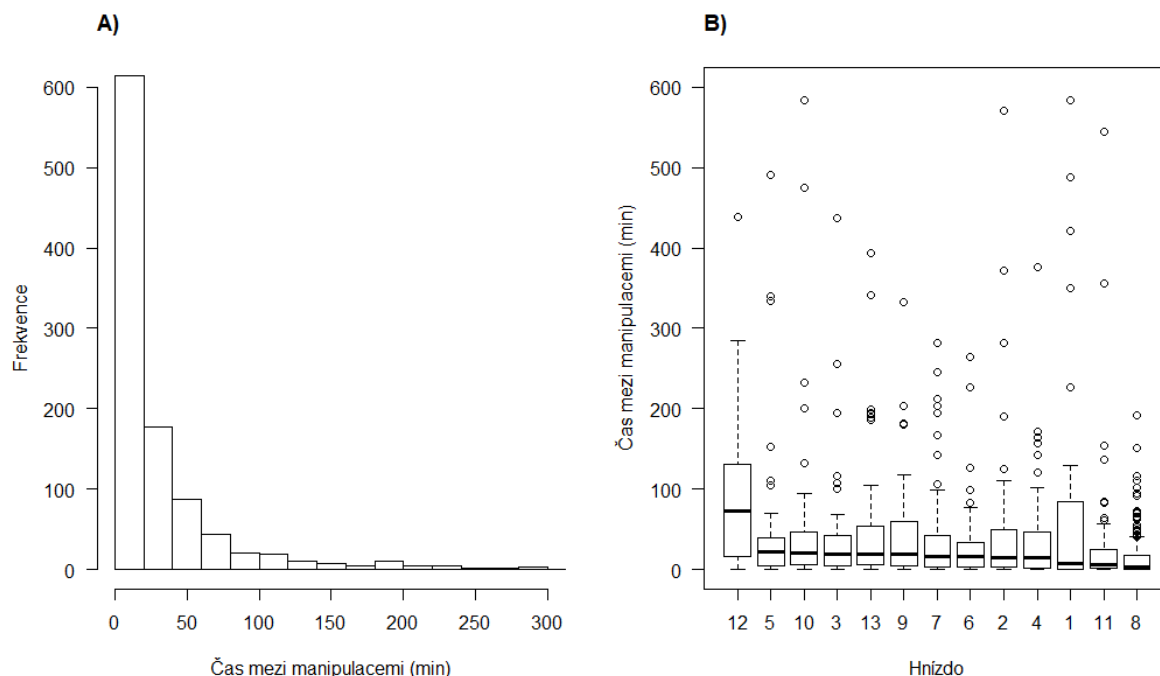 A)
600
500
400
300
200
100
0
Frekvence
0 50 100 150 200 250 300
Čas mezi manipulacemi (min)
B)
600
500
400
300
200
100
0
Čas mezi manipulacemi (min)
12 5 10 3 13 9 7 6 2 4 1 11 8
Hnízdo